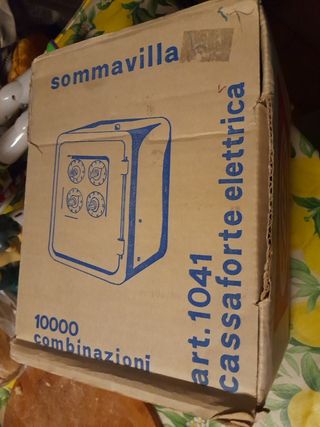 sommavilla
10000
combinazioni
art.1041
cassaforte elettrica